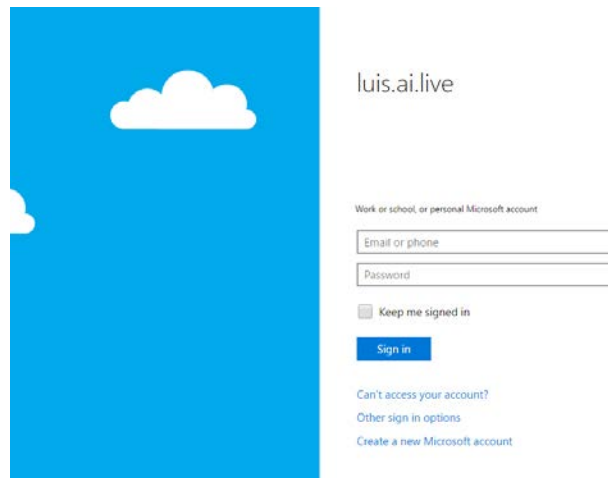 luis.ai.live
Work or school, or personal Microsoft account
Email or phone
Password
Keep me signed in
Sign in
Can't access your account?
Other sign in options
Create a new Microsoft account